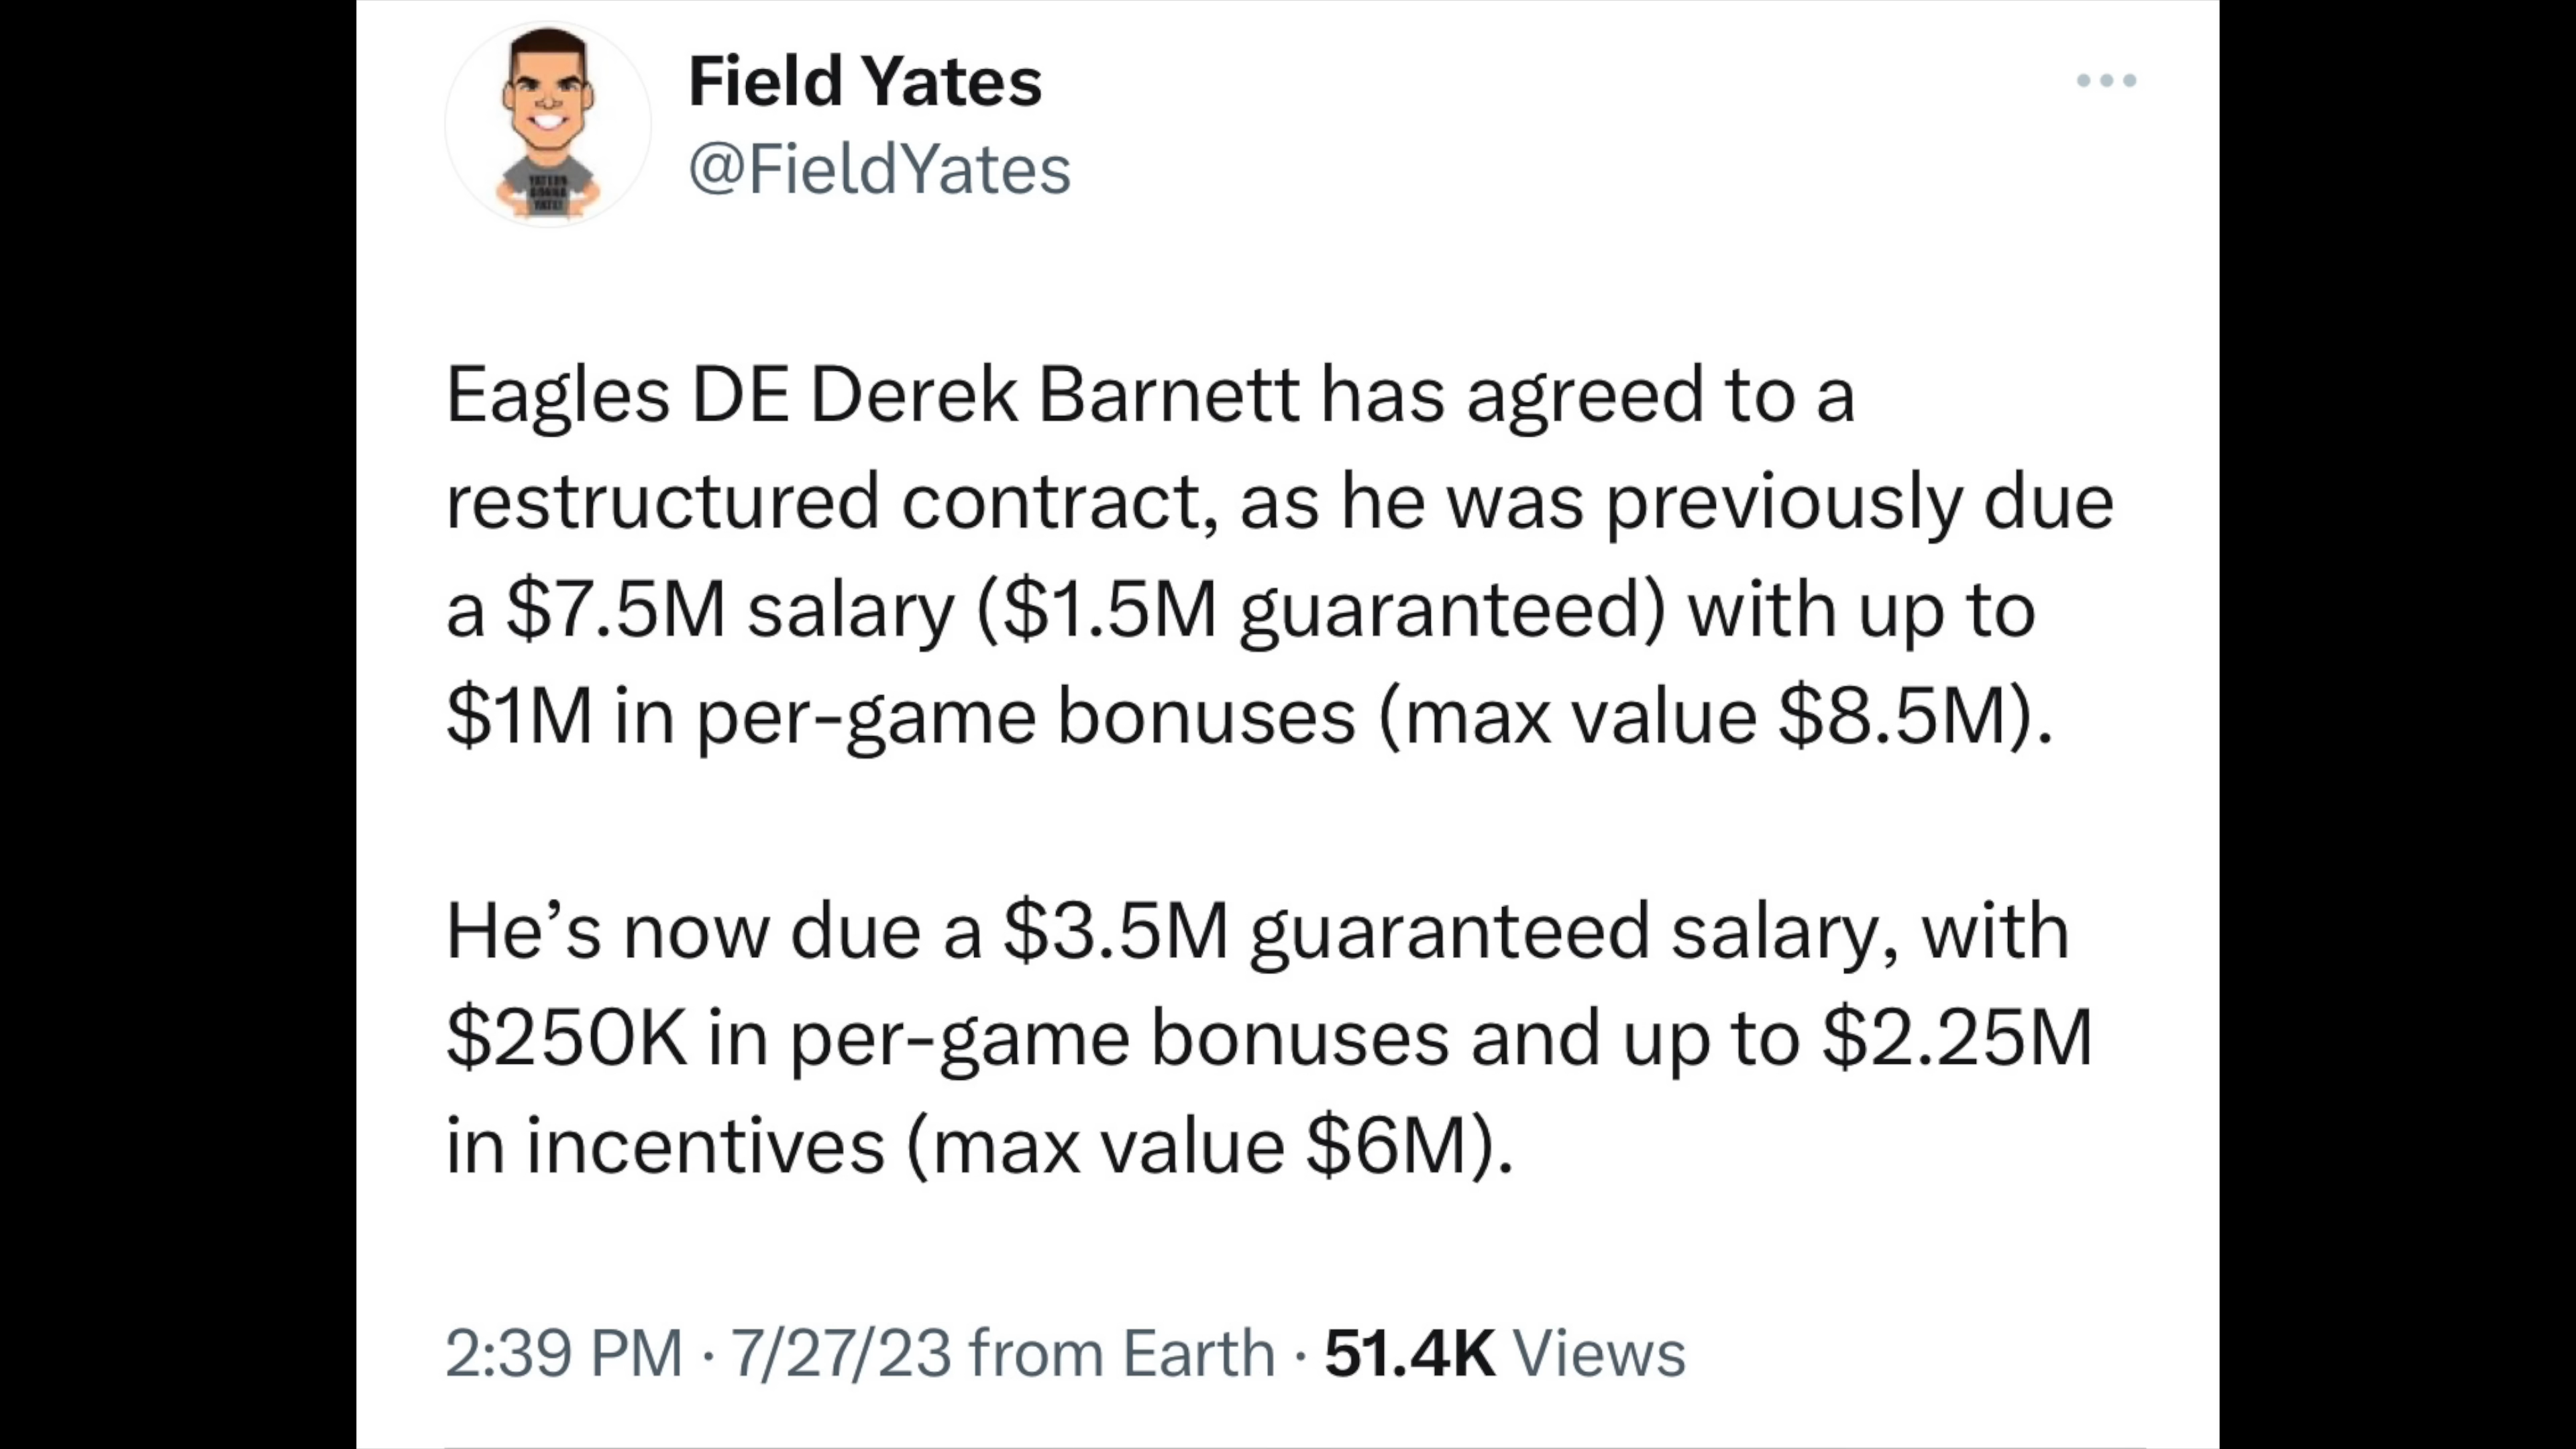 Field Yates
@FieldYates
Eagles DE Derek Barnett has agreed to a
restructured contract, as he was previously due
a $7.5M salary ($1.5M guaranteed) with up to
$1M in per-game bonuses (max value $8.5M).
He’s now due a $3.5M guaranteed salary, with
$250K in per-game bonuses and up to $2.25M
in incentives (max value $6M).
2:39 PM · 7/27/23 from Earth · 51.4K Views